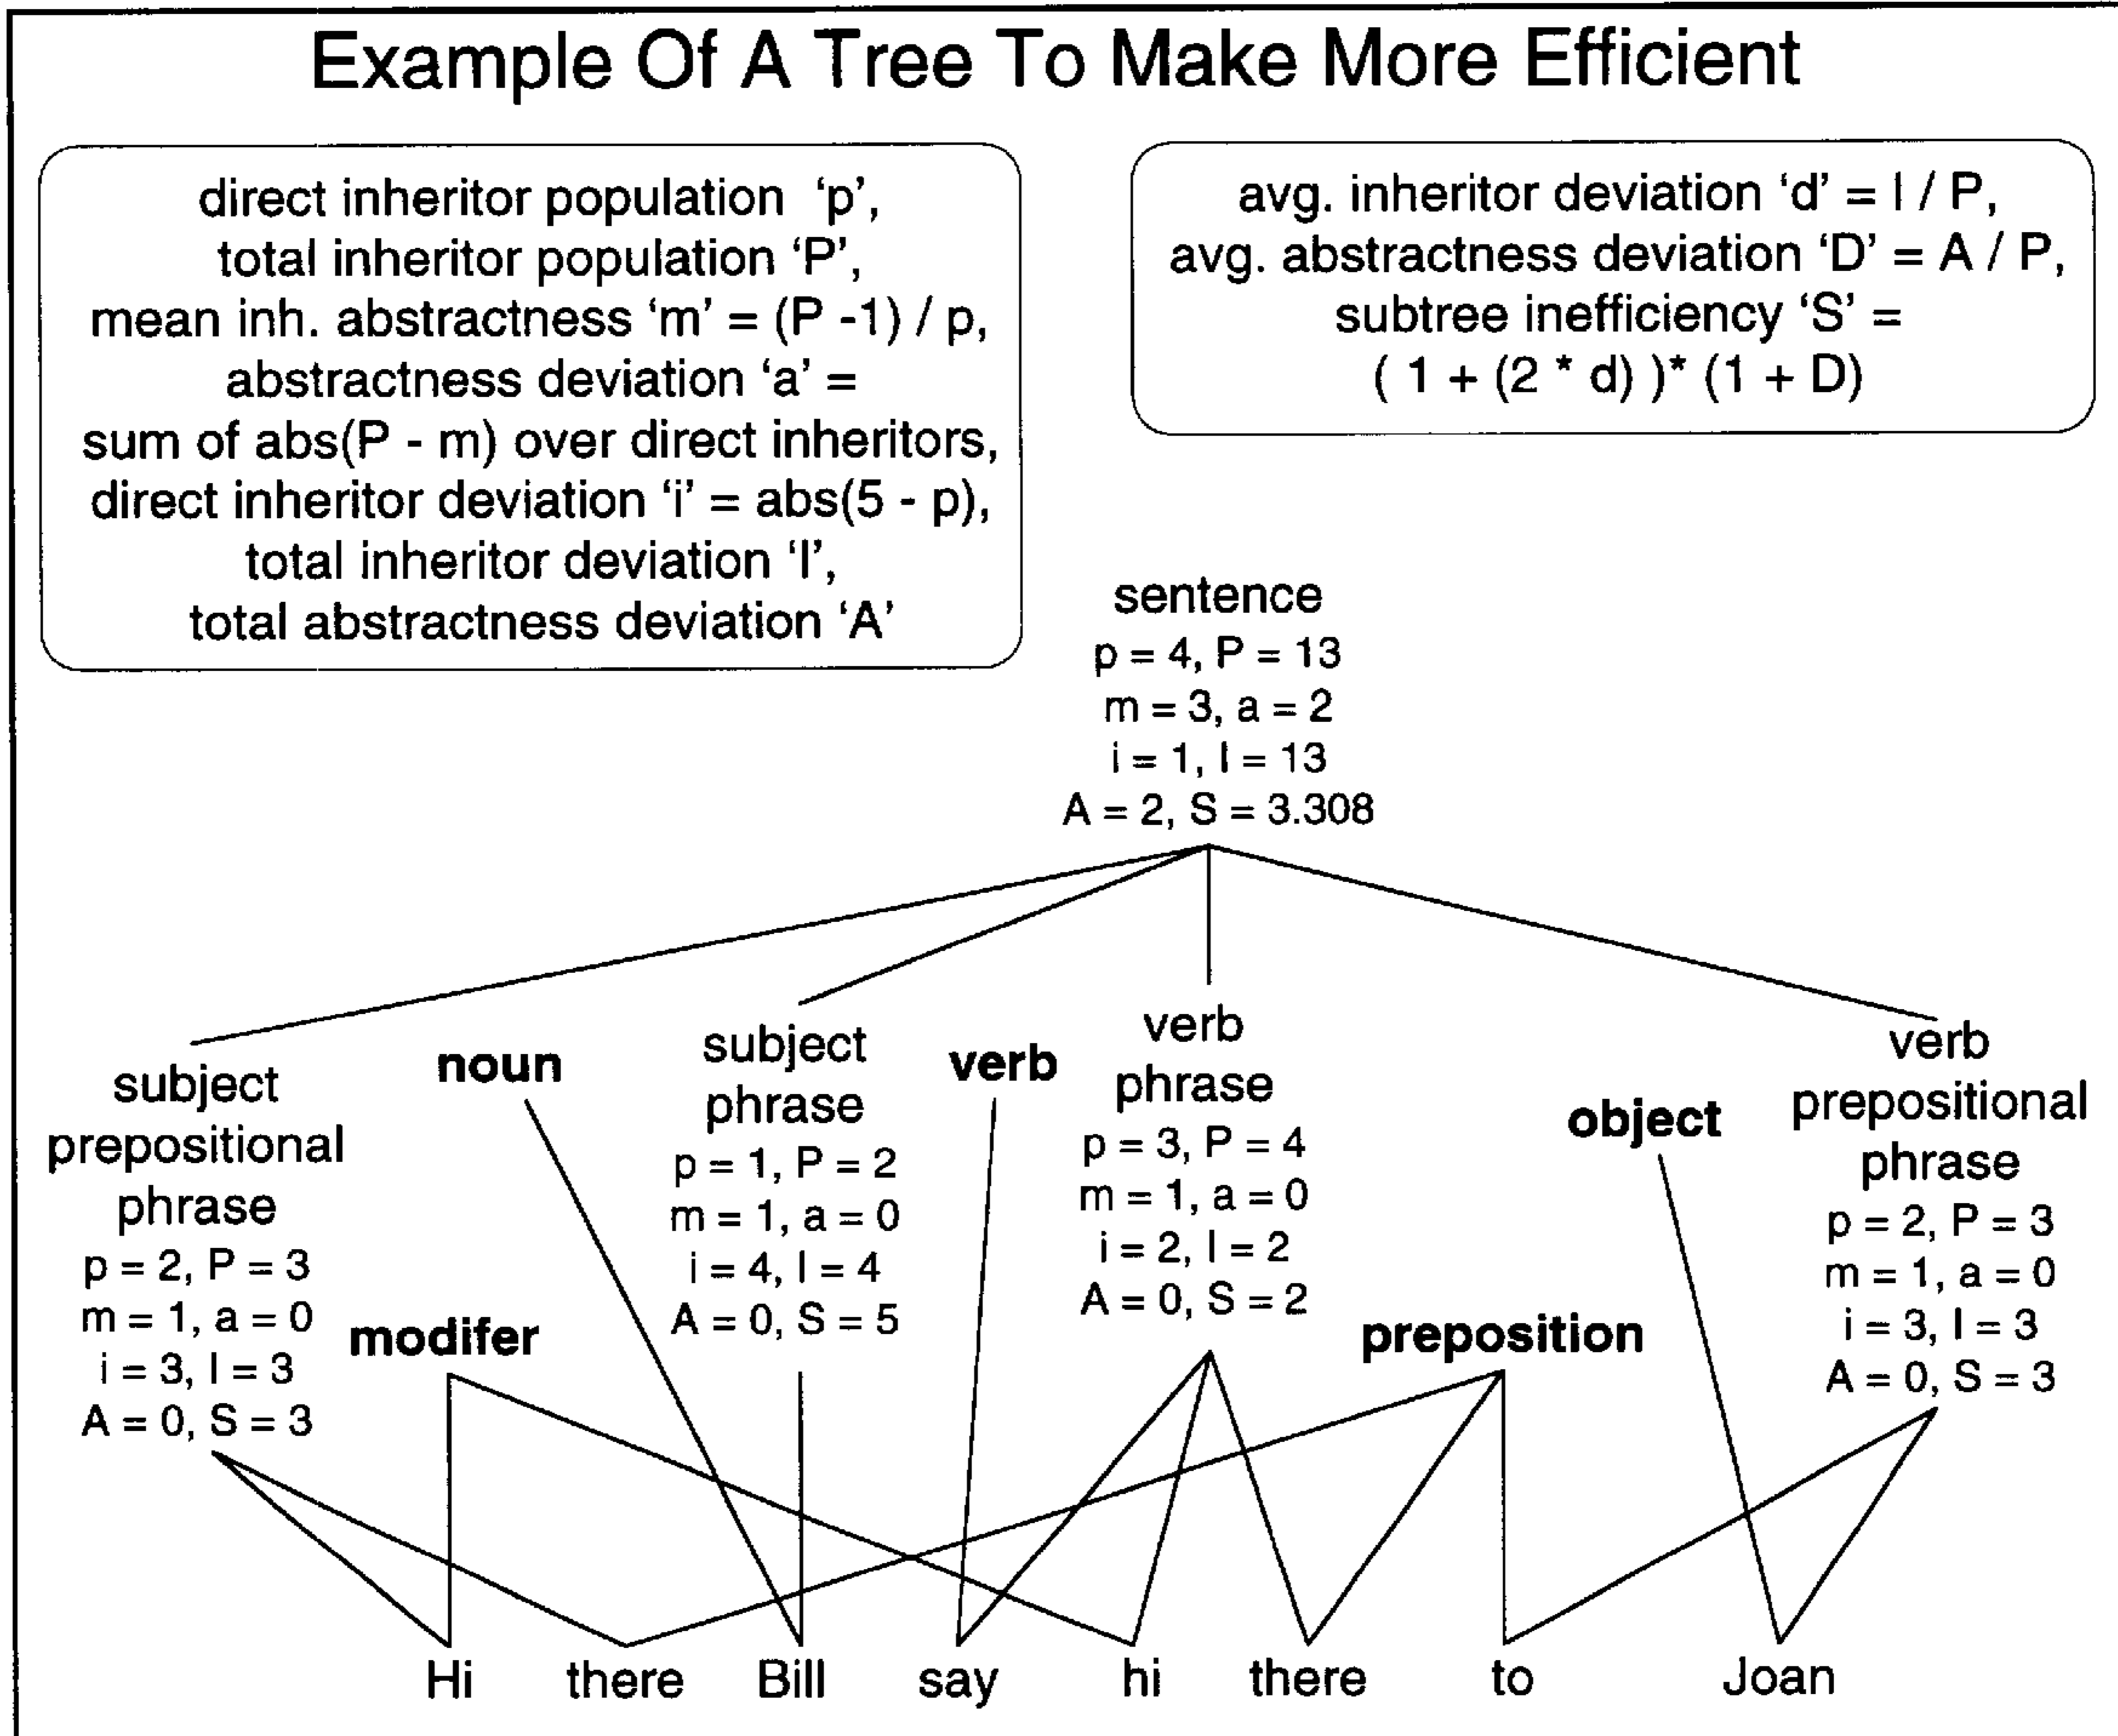 Example Of A Tree To Make More Efficient
direct inheritor population ‘p’,
total inheritor population ‘P’,
mean inh. abstractness ‘m’ = (P -1) / p,
abstractness deviation ‘a’ =
sum of abs(P - m) over direct inheritors,
direct inheritor deviation ‘i’ = abs(5 - p),
total inheritor deviation ‘I’,
total abstractness deviation ‘A’
avg. inheritor deviation ‘d’ = I / P,
avg. abstractness deviation ‘D’ = A / P,
subtree inefficiency ‘S’ =
( 1 + (2 * d) )* (1 + D)
sentence
p = 4, P = 13
m = 3, a = 2
i = 1, I = 13
A = 2, S = 3.308
subject
prepositional
phrase
p = 2, P = 3
m = 1, a = 0
i = 3, I = 3
A = 0, S = 3
noun
modifer
subject
phrase
p = 1, P = 2
m = 1, a = 0
i = 4, I = 4
A = 0, S = 5
verb
verb
phrase
p = 3, P = 4
m = 1, a = 0
i = 2, I = 2
A = 0, S = 2
preposition
object
verb
prepositional
phrase
p = 2, P = 3
m = 1, a = 0
i = 3, I = 3
A = 0, S = 3
Hi there Bill say hi there to Joan